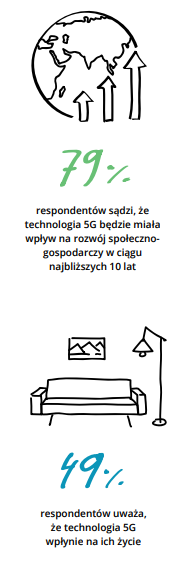 79%
respondentów sądzi, że
technologia 5G będzie miała
wpływ na rozwój społeczno-
gospodarczy w ciągu
najbliższych 10 lat
49%
respondentów uważa,
że technologia 5G
wpłynie na ich życie